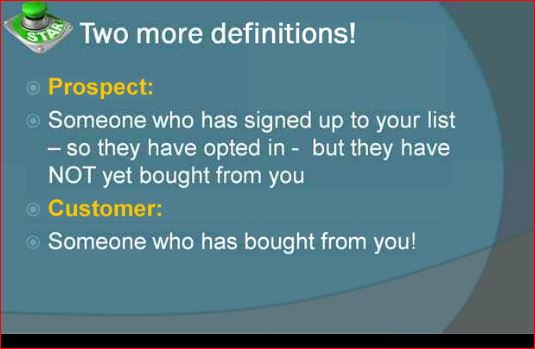 STAR
Two more definitions!
Prospect:
Someone who has signed up to your list
– so they have opted in - but they have
NOT yet bought from you
Customer:
Someone who has bought from you!